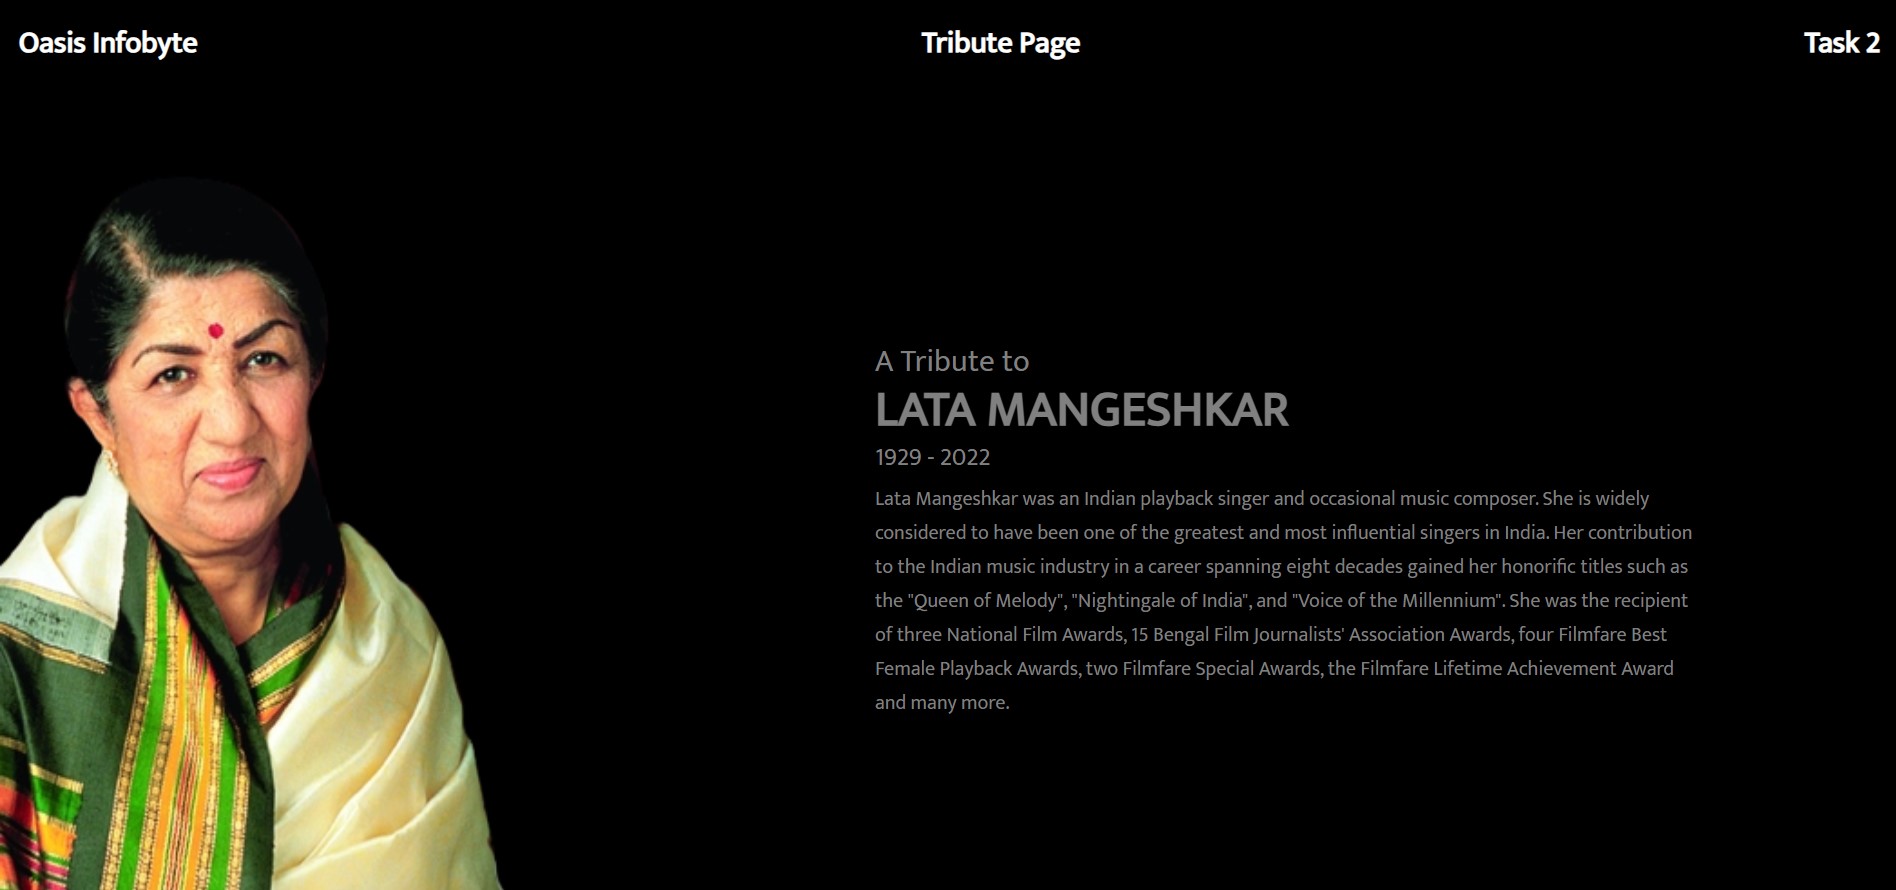 Oasis Infobyte
Tribute Page
Task 2
A Tribute to
LATA MANGESHKAR
1929 - 2022
Lata Mangeshkar was an Indian playback singer and occasional music composer. She is widely
considered to have been one of the greatest and most influential singers in India. Her contribution
to the Indian music industry in a career spanning eight decades gained her honorific titles such as
the "Queen of Melody", "Nightingale of India", and "Voice of the Millennium". She was the recipient
of three National Film Awards, 15 Bengal Film Journalists' Association Awards, four Filmfare Best
Female Playback Awards, two Filmfare Special Awards, the Filmfare Lifetime Achievement Award
and many more.